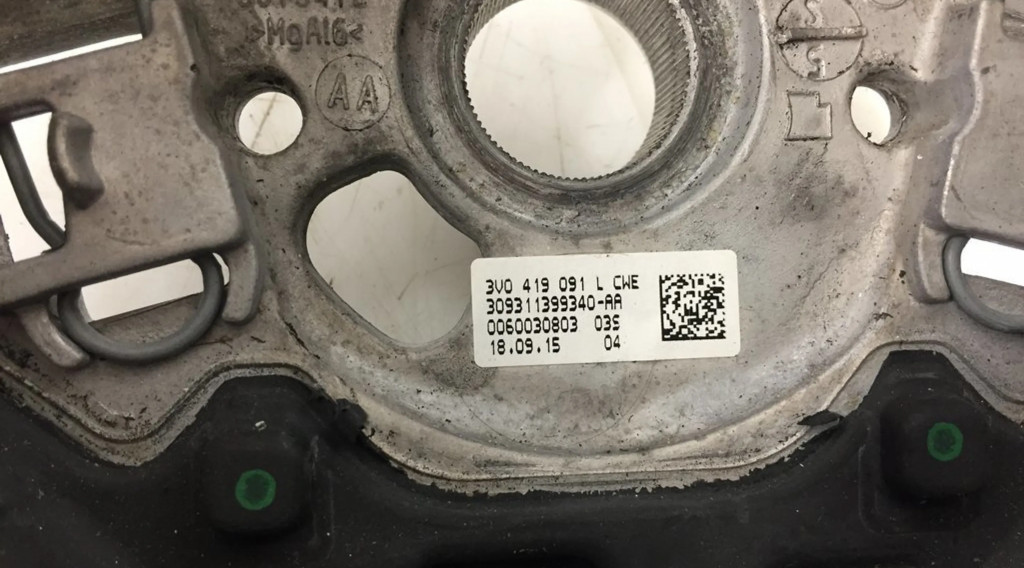 >MgAl6<
AA
3V0 419 091 L CWE
309311399340-AA
0060030803 03S
18.09.15 04